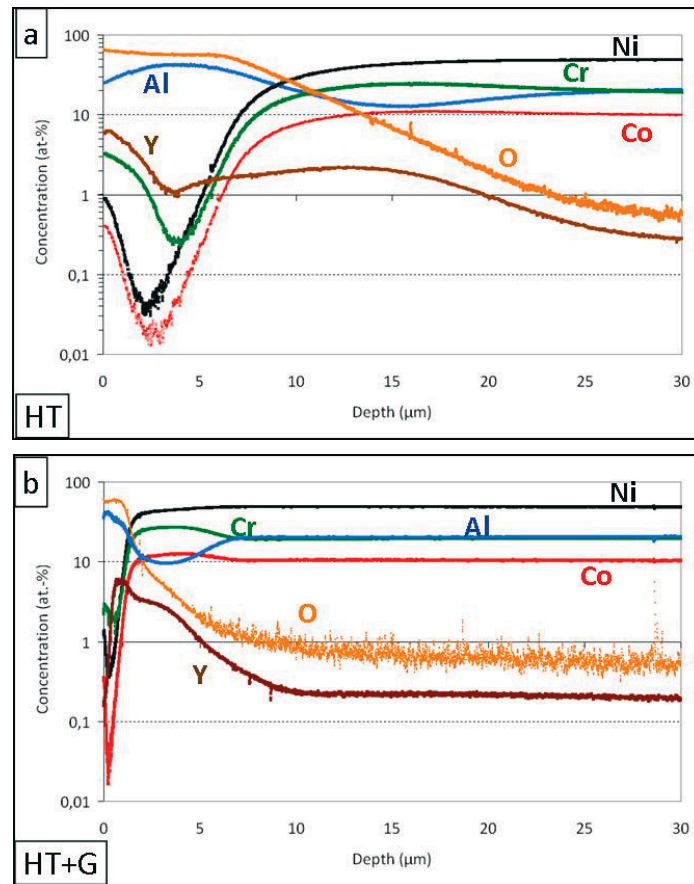 a
100
10
1
0,1
0,01
Concentration (at-%)
Ni
Cr
Al
Co
Y
O
0 5 10 15 20 25 30
Depth (μm)
HT
b
100
10
1
0,1
0,01
Concentration (at.-%)
Ni
Cr
Al
Co
O
Y
0 5 10 15 20 25 30
Depth (μm)
HT+G